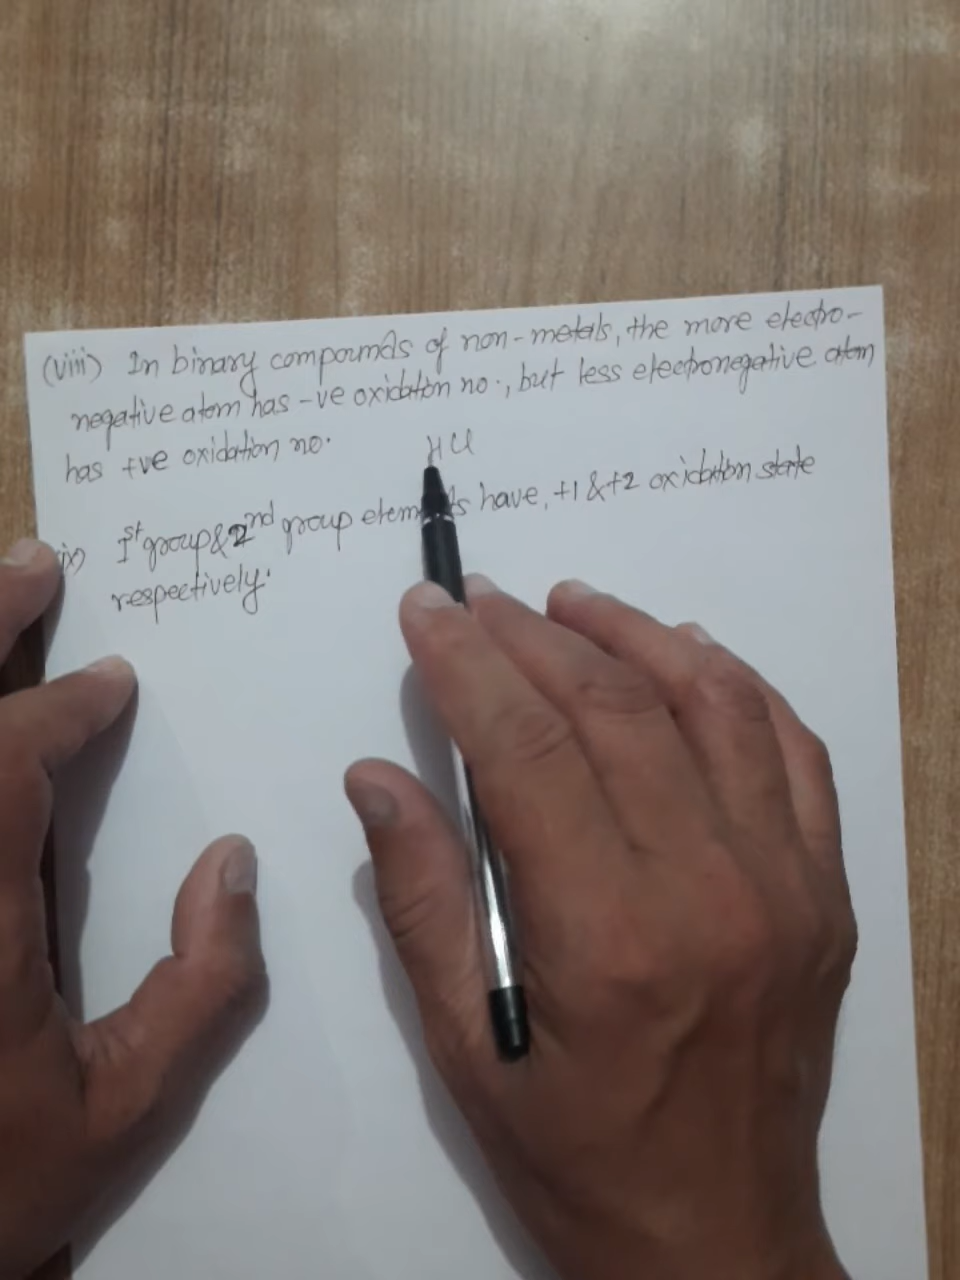 (viii) In binary compounds of non-metals, the more electro-
negative atom has -ve oxidation no., but less electronegative atom
has +ve oxidation no.
HCl
ix) Ist group & 2nd group elements have, +1 & +2 oxidation state
respectively.